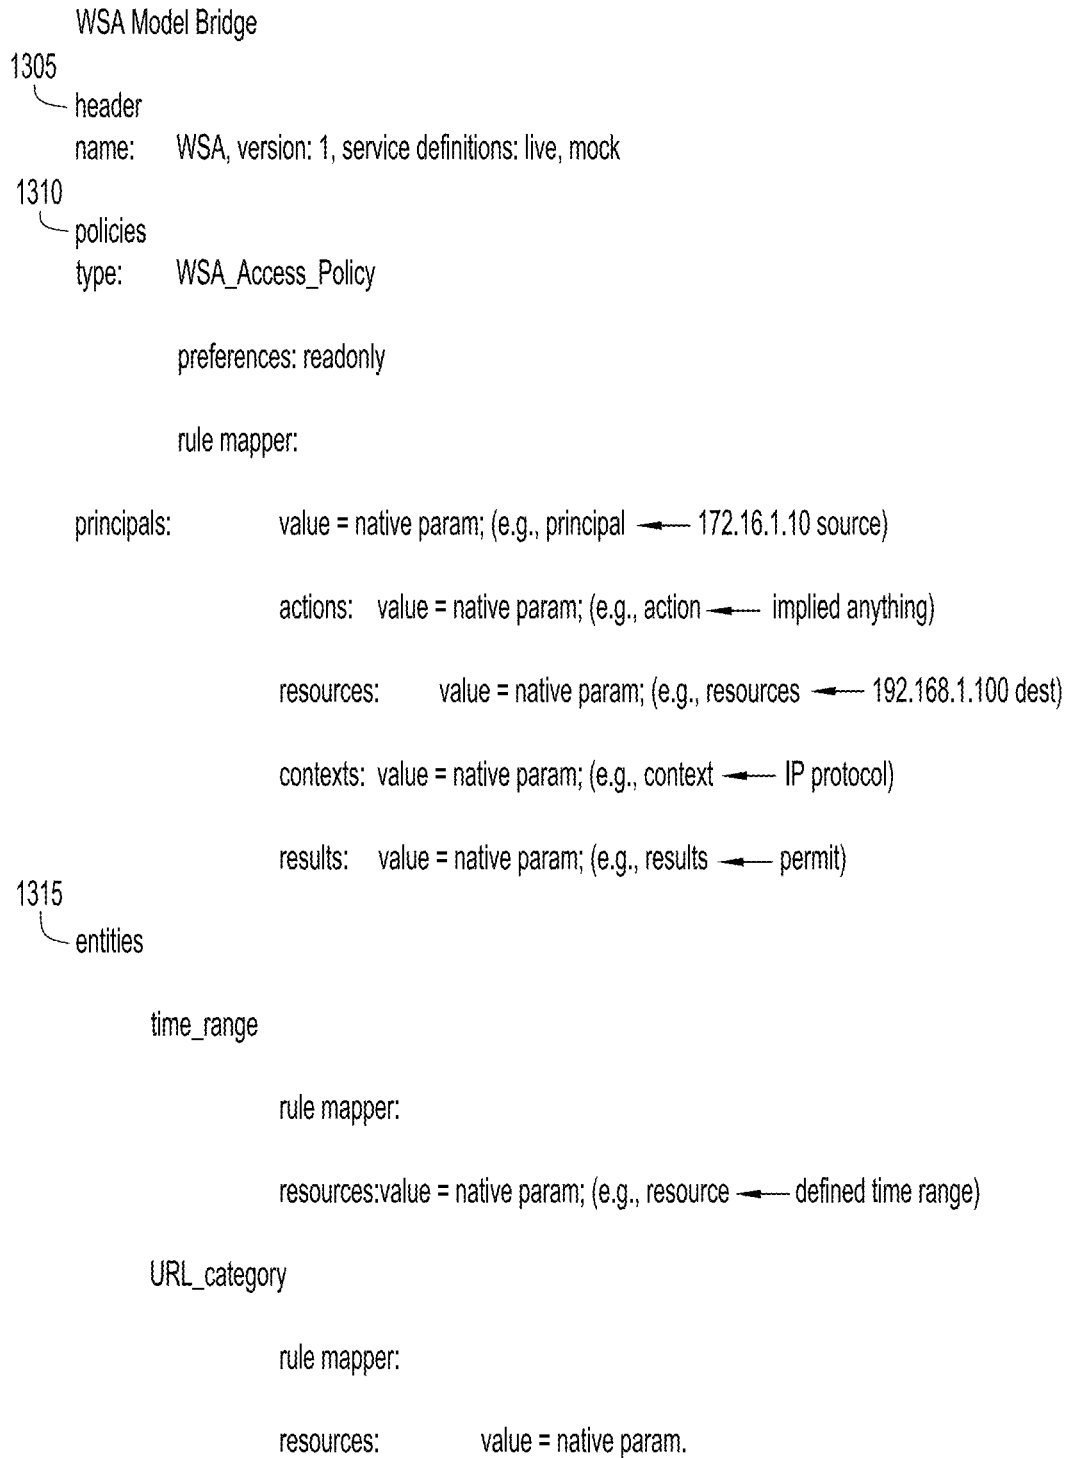 WSA Model Bridge
1305
header
name: WSA, version: 1, service definitions: live, mock
1310
policies
type: WSA_Access_Policy
preferences: readonly
rule mapper:
principals: value = native param; (e.g., principal ← 172.16.1.10 source)
actions: value = native param; (e.g., action ← implied anything)
resources: value = native param; (e.g., resources ← 192.168.1.100 dest)
contexts: value = native param; (e.g., context ← IP protocol)
results: value = native param; (e.g., results ← permit)
1315
entities
time_range
rule mapper:
resources:value = native param; (e.g., resource ← defined time range)
URL_category
rule mapper:
resources: value = native param.